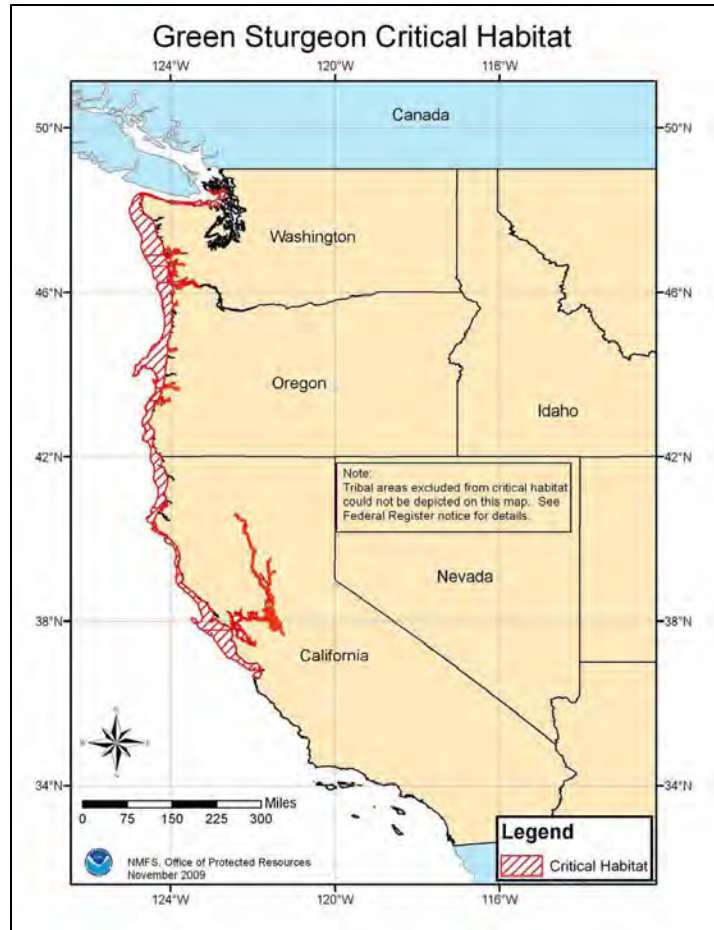 Green Sturgeon Critical Habitat
124°W
120°W
116°W
50°N
50°N
Canada
Washington
46°N
46°N
Oregon
Idaho
42°N
42°N
Note:
Tribal areas excluded from critical habitat
could not be depicted on this map. See
Federal Register notice for details.
Nevada
38°N
38°N
California
34°N
34°N
Miles
0 75 150 225 300
Legend
Critical Habitat
NMFS, Office of Protected Resources
November 2009
124°W
120°W
116°W